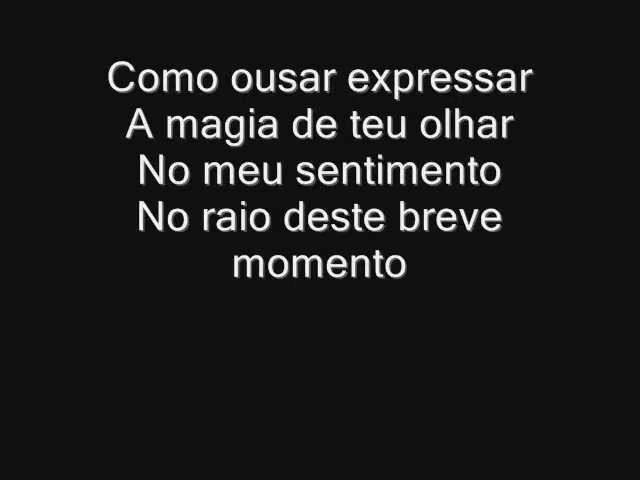 Como ousar expressar
A magia de teu olhar
No meu sentimento
No raio deste breve
momento